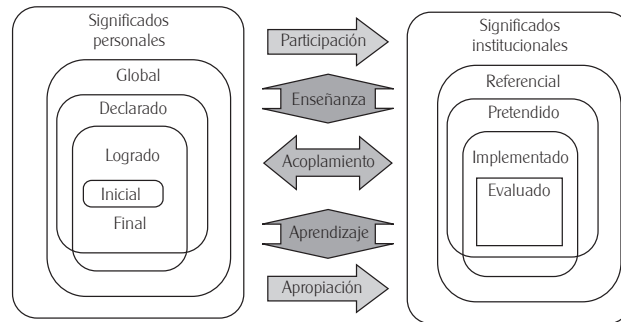 Significados
personales
Global
Declarado
Logrado
Inicial
Final
Participación
Enseñanza
Acoplamiento
Aprendizaje
Apropiación
Significados
institucionales
Referencial
Pretendido
Implementado
Evaluado